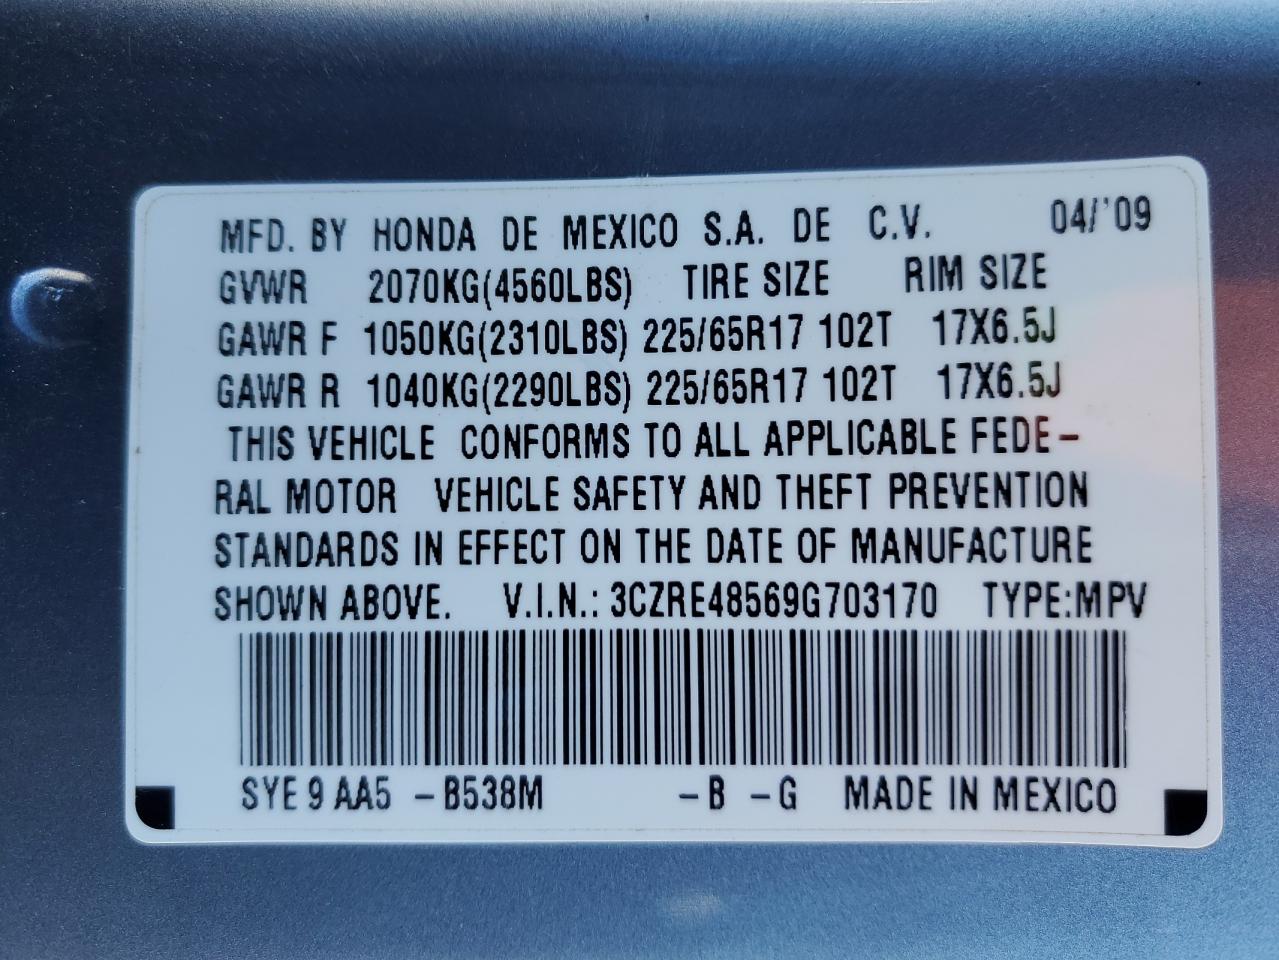 MFD. BY HONDA DE MEXICO S.A. DE C.V. 04/'09
GVWR 2070KG(4560LBS) TIRE SIZE RIM SIZE
GAWR F 1050KG(2310LBS) 225/65R17 102T 17X6.5J
GAWR R 1040KG(2290LBS) 225/65R17 102T 17X6.5J
THIS VEHICLE CONFORMS TO ALL APPLICABLE FEDE-
RAL MOTOR VEHICLE SAFETY AND THEFT PREVENTION
STANDARDS IN EFFECT ON THE DATE OF MANUFACTURE
SHOWN ABOVE. V.I.N.: 3CZRE48569G703170 TYPE:MPV
SYE 9 AA5 -B538M -B -G MADE IN MEXICO